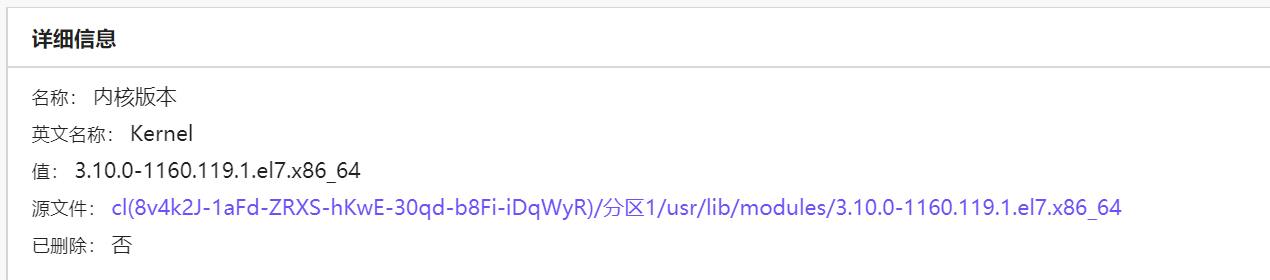 详细信息
名称： 内核版本
英文名称： Kernel
值： 3.10.0-1160.119.1.el7.x86_64
源文件： cl(8v4k2J-1aFd-ZRXS-hKwE-30qd-b8Fi-iDqWyR)/分区1/usr/lib/modules/3.10.0-1160.119.1.el7.x86_64
已删除： 否